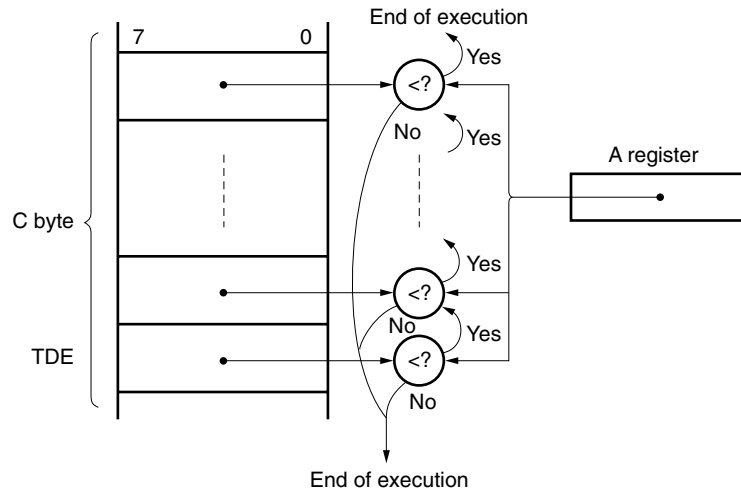 End of execution
7 0
Yes
<?
No
Yes
A register
C byte
Yes
<?
No
Yes
TDE
<?
No
End of execution